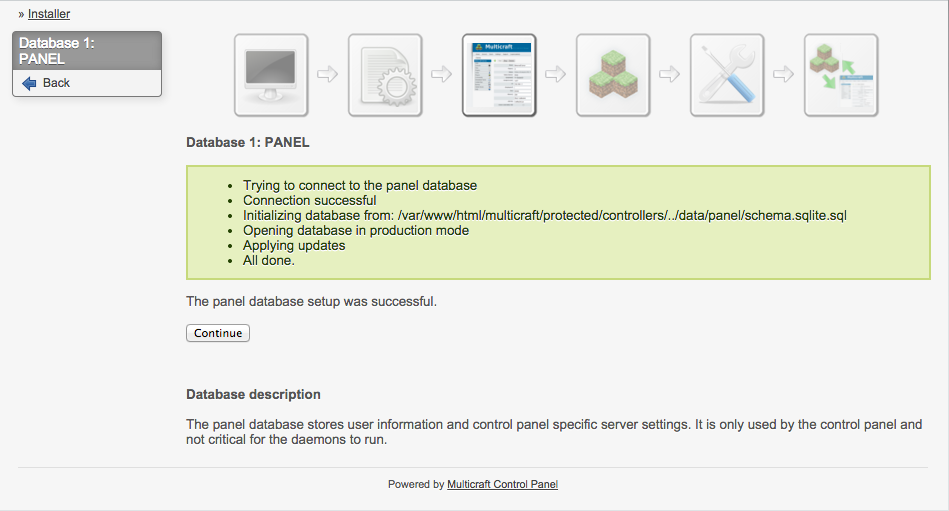 » Installer
Database 1:
PANEL
Back
Multicraft
Database 1: PANEL
• Trying to connect to the panel database
• Connection successful
• Initializing database from: /var/www/html/multicraft/protected/controllers/../data/panel/schema.sqlite.sql
• Opening database in production mode
• Applying updates
• All done.
The panel database setup was successful.
Continue
Database description
The panel database stores user information and control panel specific server settings. It is only used by the control panel and
not critical for the daemons to run.
Powered by Multicraft Control Panel